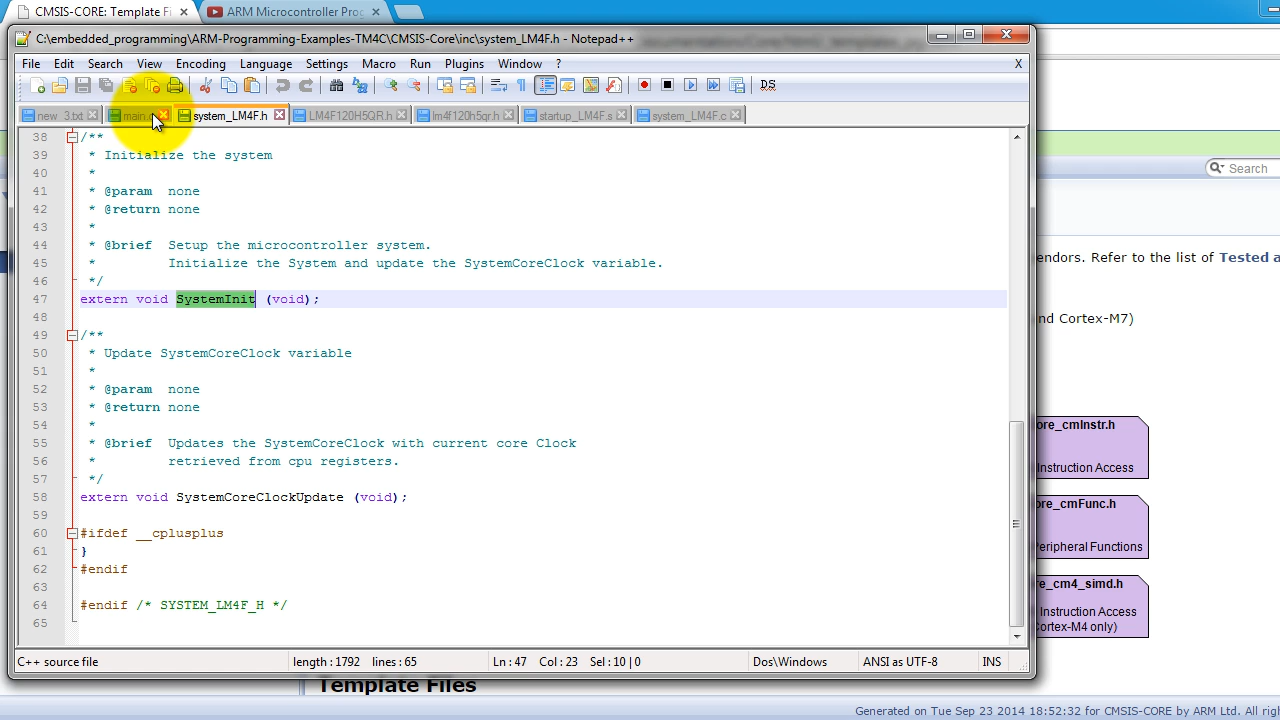 CMSIS-CORE: Template Fi
ARM Microcontroller Prog
C:\embedded_programming\ARM-Programming-Examples-TM4C\CMSIS-Core\inc\system_LM4F.h - Notepad++
File Edit Search View Encoding Language Settings Macro Run Plugins Window ? X
new 3.txt main.c system_LM4F.h LM4F120H5QR.h lm4f120h5qr.h startup_LM4F.s system_LM4F.c
Search
38 /**
39 * Initialize the system
40 *
41 * @param none
42 * @return none
43 *
44 * @brief Setup the microcontroller system.
45 * Initialize the System and update the SystemCoreClock variable.
46 */
47 extern void SystemInit (void);
48
49 /**
50 * Update SystemCoreClock variable
51 *
52 * @param none
53 * @return none
54 *
55 * @brief Updates the SystemCoreClock with current core Clock
56 * retrieved from cpu registers.
57 */
58 extern void SystemCoreClockUpdate (void);
59
60 #ifdef __cplusplus
61 }
62 #endif
63
64 #endif /* SYSTEM_LM4F_H */
65
endors. Refer to the list of Tested a
nd Cortex-M7)
ore_cmInstr.h
Instruction Access
ore_cmFunc.h
Peripheral Functions
re_cm4_simd.h
Instruction Access
Cortex-M4 only)
C++ source file length : 1792 lines : 65 Ln : 47 Col : 23 Sel : 10 | 0 Dos\Windows ANSI as UTF-8 INS
Template Files
Generated on Tue Sep 23 2014 18:52:32 for CMSIS-CORE by ARM Ltd. All righ